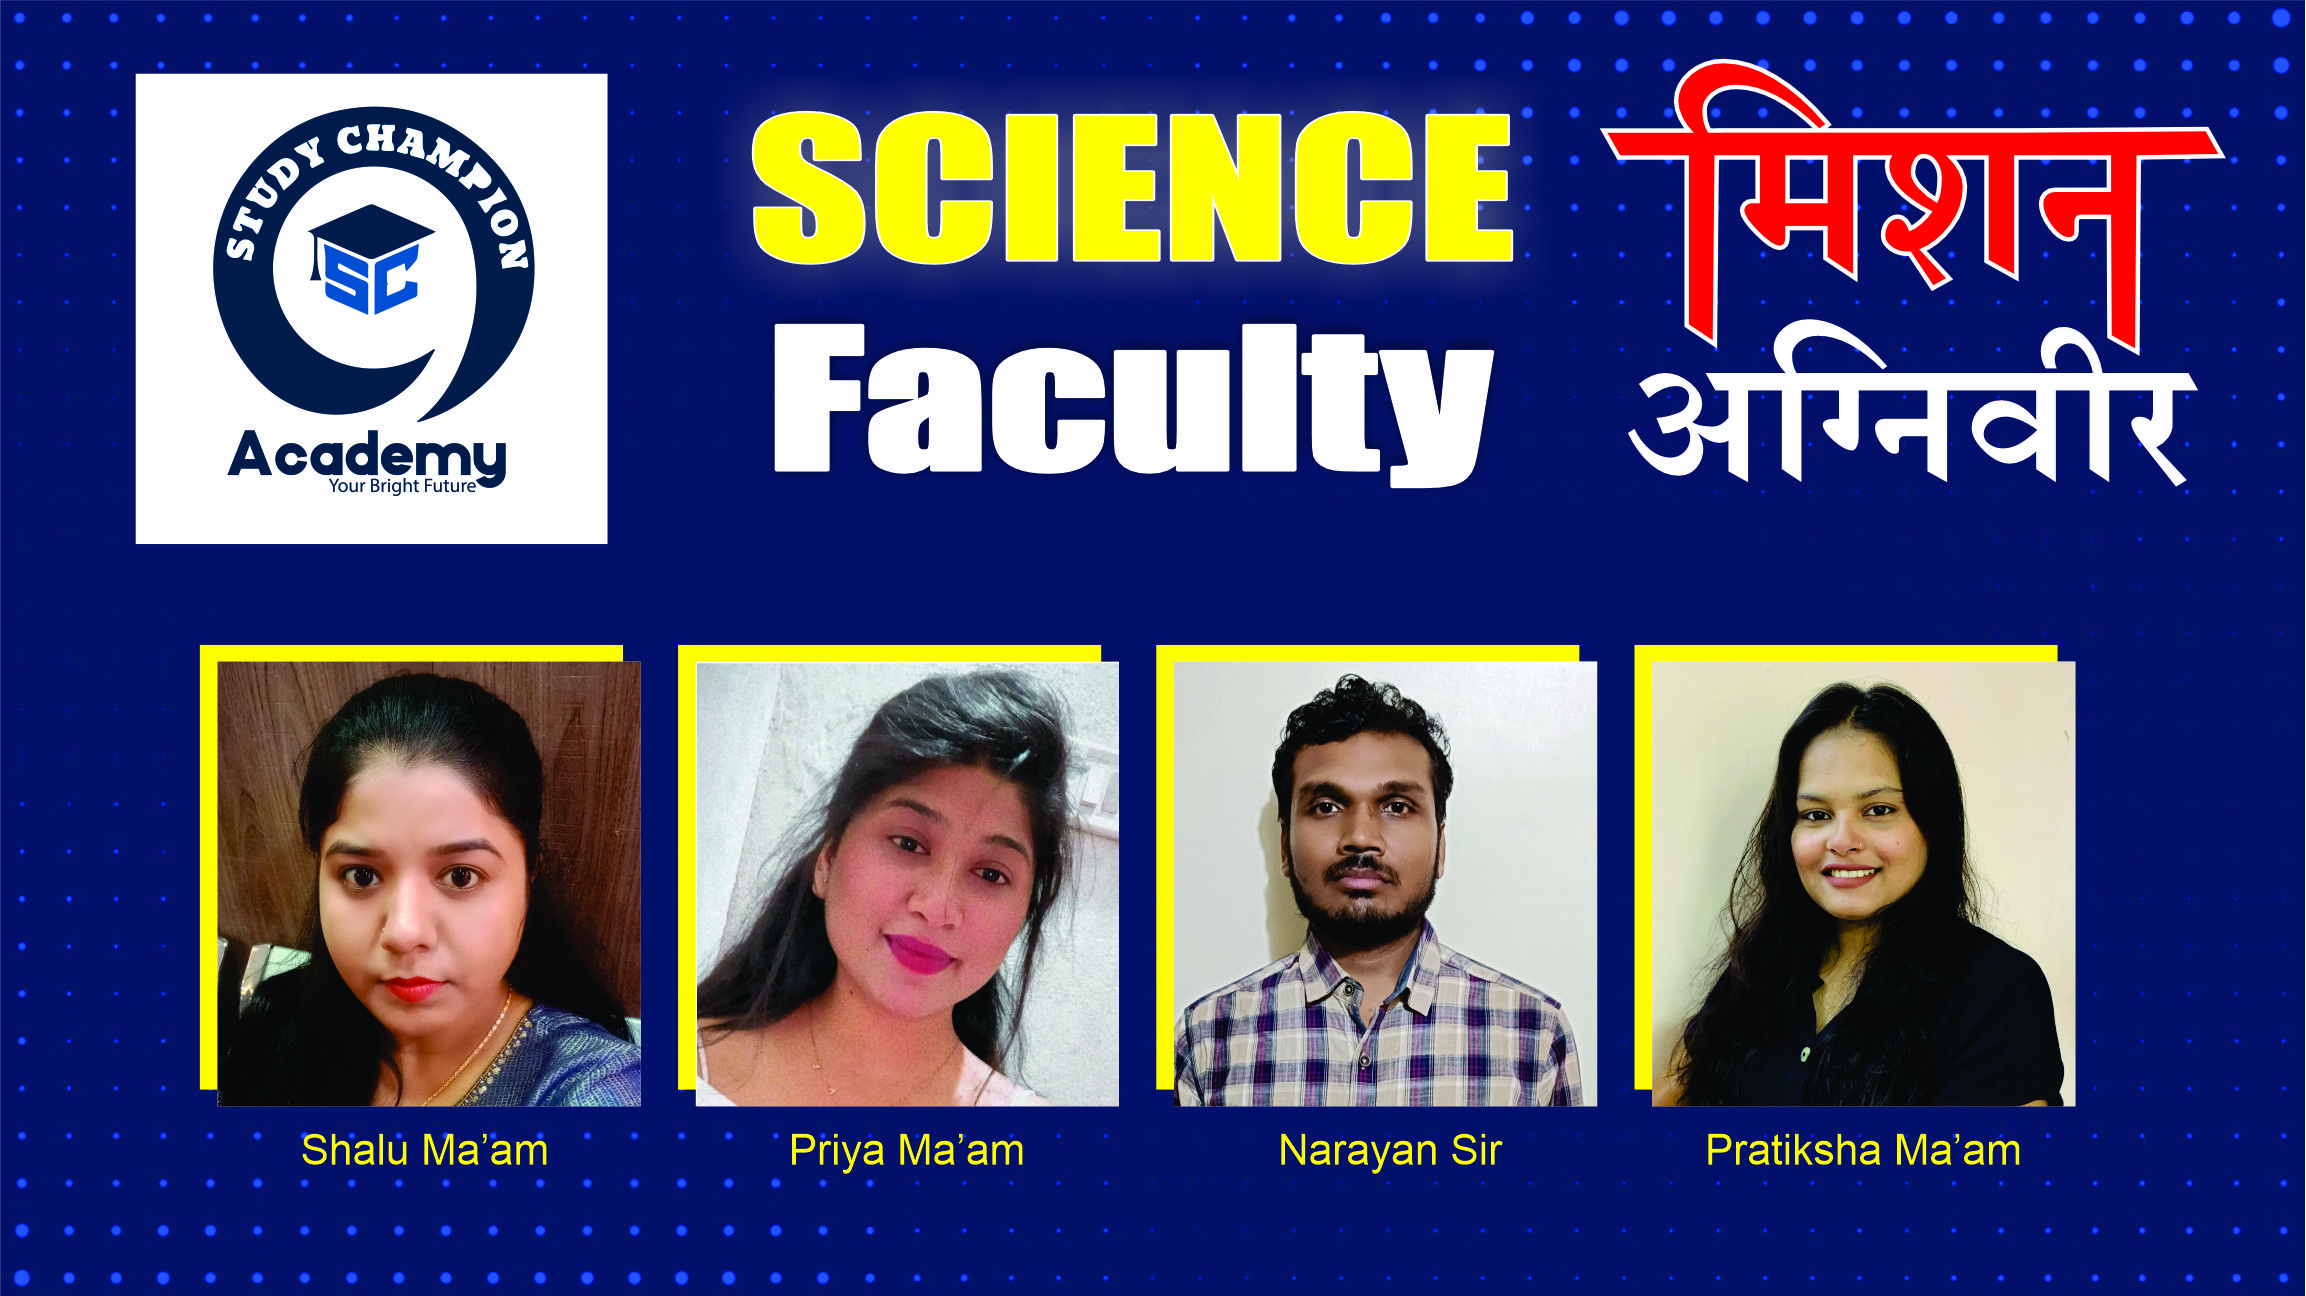 STUDY CHAMPION
SC
Academy
Your Bright Future
SCIENCE
Faculty
मिशन
अग्निवीर
Shalu Ma’am
Priya Ma’am
Narayan Sir
Pratiksha Ma’am